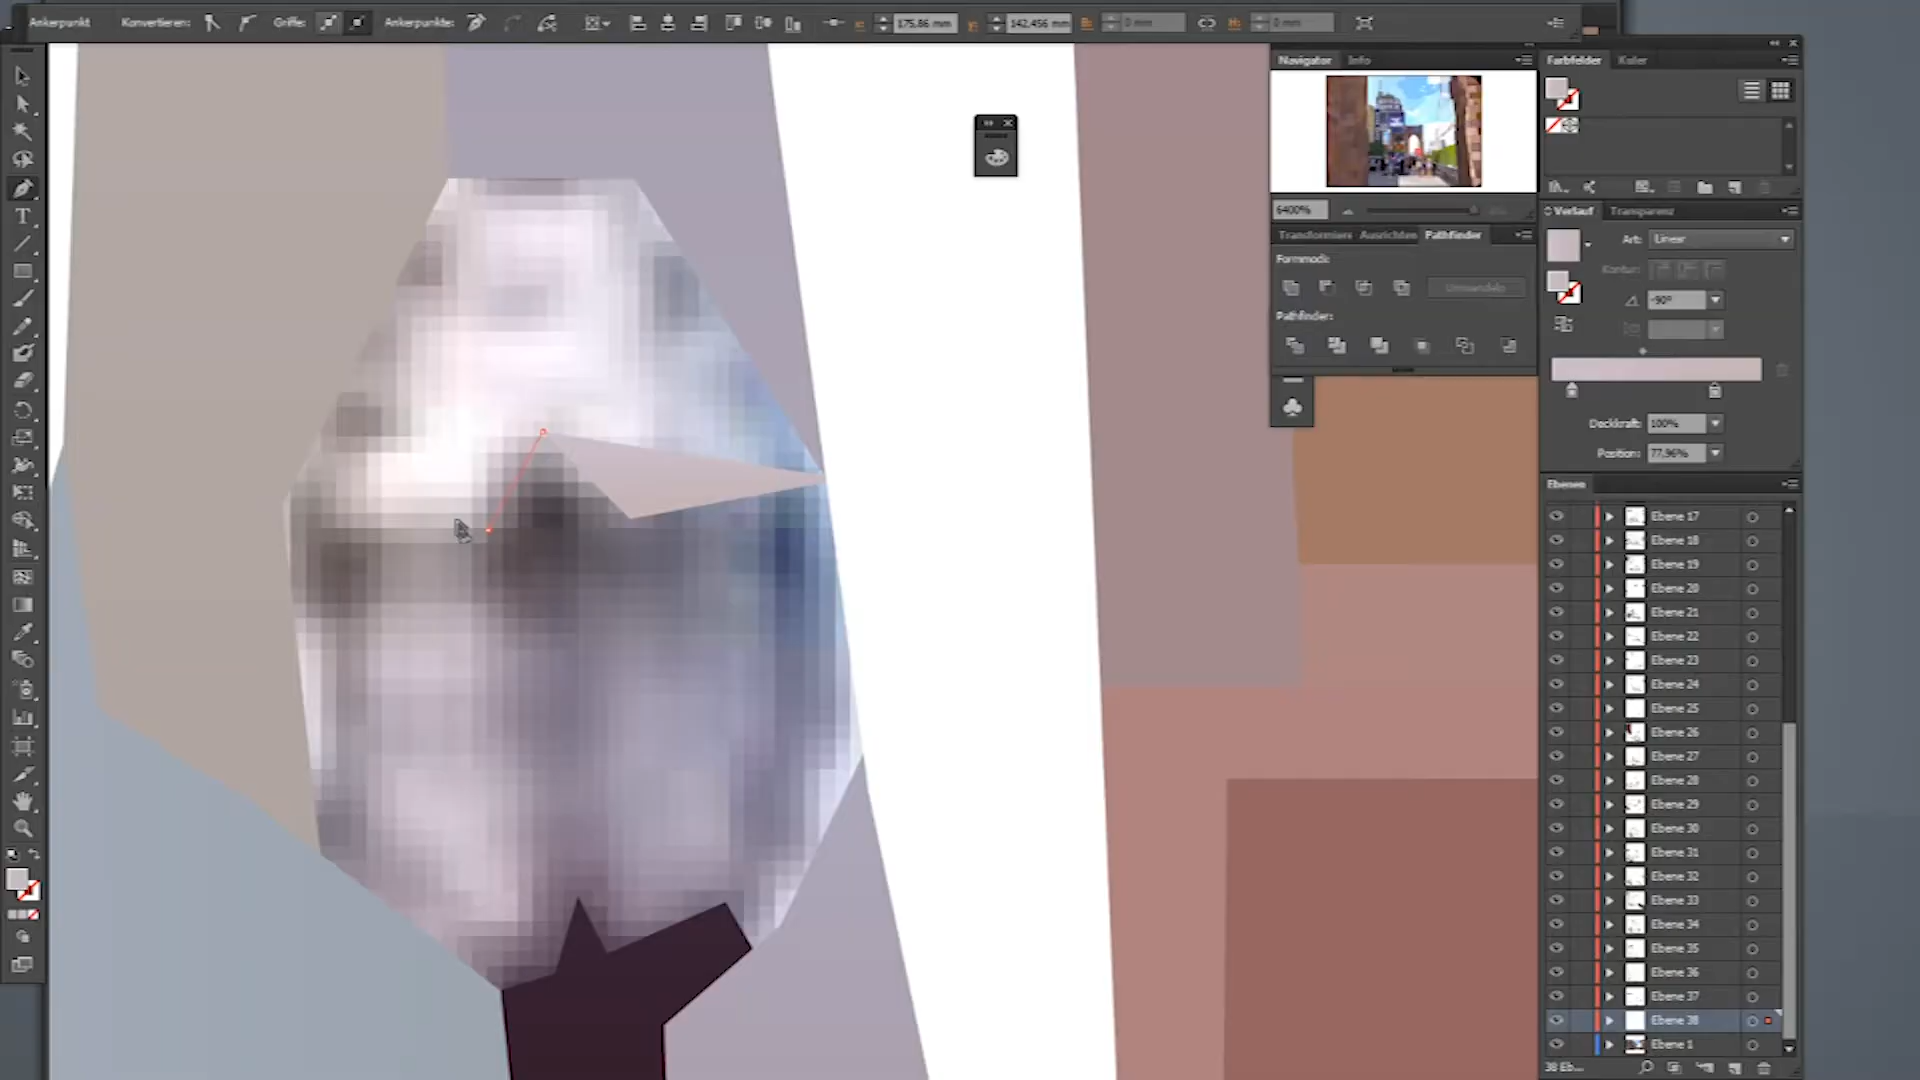 Ankerpunkt Konvertieren: Griffe: Ankerpunkte: 175,86 mm 142,456 mm 0 mm H: 0 mm
Navigator Info
6400%
Transformieren Ausrichten Pathfinder
Formmodi:
Umwandeln
Pathfinder:
Farbfelder Kuler
Verlauf Transparenz
Art: Linear
Kontur:
-90°
Deckkraft: 100%
Position: 77,96%
Ebenen
Ebene 17
Ebene 18
Ebene 19
Ebene 20
Ebene 21
Ebene 22
Ebene 23
Ebene 24
Ebene 25
Ebene 26
Ebene 27
Ebene 28
Ebene 29
Ebene 30
Ebene 31
Ebene 32
Ebene 33
Ebene 34
Ebene 35
Ebene 36
Ebene 37
Ebene 38
Ebene 1
38 Eb...